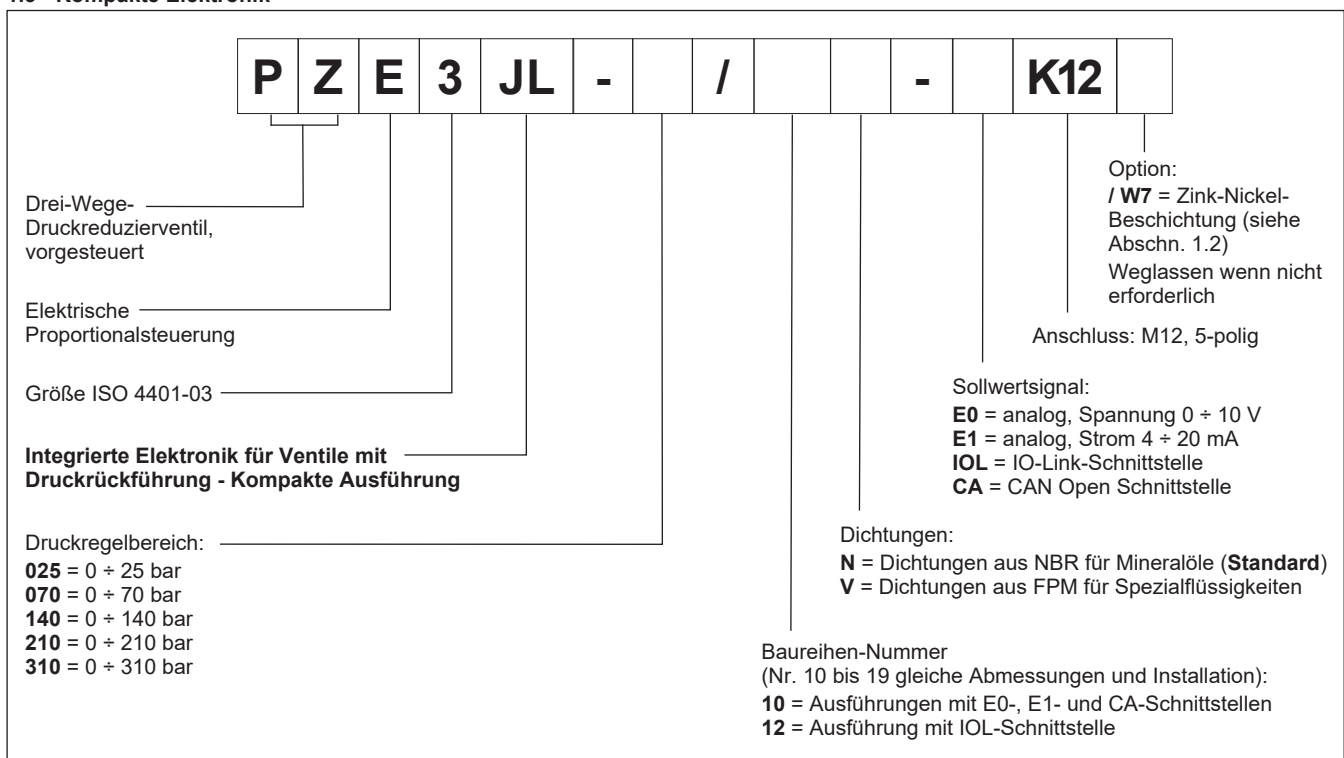 P Z E 3 JL - / - K12
Drei-Wege-
Druckreduzierventil,
vorgesteuert
Elektrische
Proportionalsteuerung
Größe ISO 4401-03
Integrierte Elektronik für Ventile mit
Druckrückführung - Kompakte Ausführung
Druckregelbereich:
025 = 0 ÷ 25 bar
070 = 0 ÷ 70 bar
140 = 0 ÷ 140 bar
210 = 0 ÷ 210 bar
310 = 0 ÷ 310 bar
Option:
/ W7 = Zink-Nickel-
Beschichtung (siehe
Abschn. 1.2)
Weglassen wenn nicht
erforderlich
Anschluss: M12, 5-polig
Sollwertsignal:
E0 = analog, Spannung 0 ÷ 10 V
E1 = analog, Strom 4 ÷ 20 mA
IOL = IO-Link-Schnittstelle
CA = CAN Open Schnittstelle
Dichtungen:
N = Dichtungen aus NBR für Mineralöle (Standard)
V = Dichtungen aus FPM für Spezialflüssigkeiten
Baureihen-Nummer
(Nr. 10 bis 19 gleiche Abmessungen und Installation):
10 = Ausführungen mit E0-, E1- und CA-Schnittstellen
12 = Ausführung mit IOL-Schnittstelle